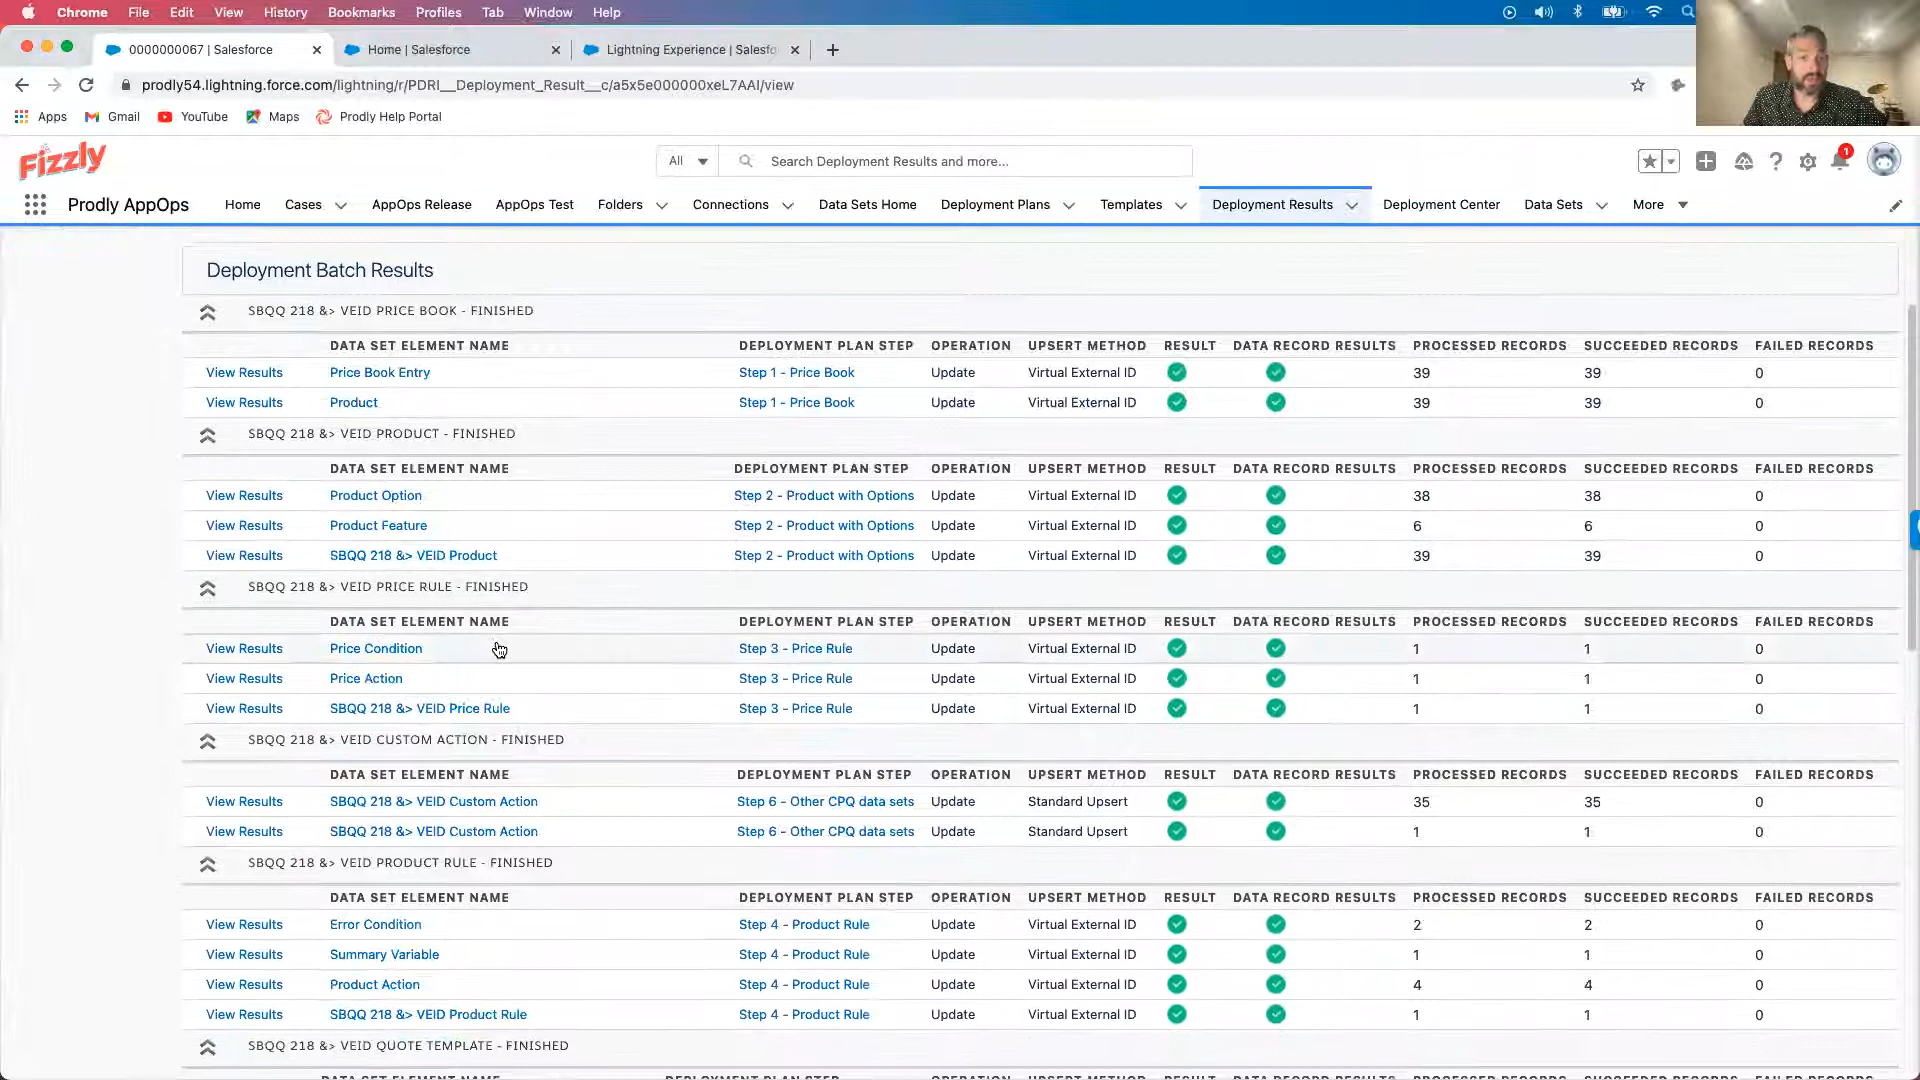 Chrome File Edit View History Bookmarks Profiles Tab Window Help
0000000067 | Salesforce Home | Salesforce Lightning Experience | Salesfo
prodly54.lightning.force.com/lightning/r/PDRI__Deployment_Result__c/a5x5e000000xeL7AAI/view
Apps Gmail YouTube Maps Prodly Help Portal
Fizzly All Search Deployment Results and more... 1
Prodly AppOps Home Cases AppOps Release AppOps Test Folders Connections Data Sets Home Deployment Plans Templates Deployment Results Deployment Center Data Sets More
Deployment Batch Results
SBQQ 218 &> VEID PRICE BOOK - FINISHED
DATA SET ELEMENT NAME DEPLOYMENT PLAN STEP OPERATION UPSERT METHOD RESULT DATA RECORD RESULTS PROCESSED RECORDS SUCCEEDED RECORDS FAILED RECORDS
View Results Price Book Entry Step 1 - Price Book Update Virtual External ID 39 39 0
View Results Product Step 1 - Price Book Update Virtual External ID 39 39 0
SBQQ 218 &> VEID PRODUCT - FINISHED
DATA SET ELEMENT NAME DEPLOYMENT PLAN STEP OPERATION UPSERT METHOD RESULT DATA RECORD RESULTS PROCESSED RECORDS SUCCEEDED RECORDS FAILED RECORDS
View Results Product Option Step 2 - Product with Options Update Virtual External ID 38 38 0
View Results Product Feature Step 2 - Product with Options Update Virtual External ID 6 6 0
View Results SBQQ 218 &> VEID Product Step 2 - Product with Options Update Virtual External ID 39 39 0
SBQQ 218 &> VEID PRICE RULE - FINISHED
DATA SET ELEMENT NAME DEPLOYMENT PLAN STEP OPERATION UPSERT METHOD RESULT DATA RECORD RESULTS PROCESSED RECORDS SUCCEEDED RECORDS FAILED RECORDS
View Results Price Condition Step 3 - Price Rule Update Virtual External ID 1 1 0
View Results Price Action Step 3 - Price Rule Update Virtual External ID 1 1 0
View Results SBQQ 218 &> VEID Price Rule Step 3 - Price Rule Update Virtual External ID 1 1 0
SBQQ 218 &> VEID CUSTOM ACTION - FINISHED
DATA SET ELEMENT NAME DEPLOYMENT PLAN STEP OPERATION UPSERT METHOD RESULT DATA RECORD RESULTS PROCESSED RECORDS SUCCEEDED RECORDS FAILED RECORDS
View Results SBQQ 218 &> VEID Custom Action Step 6 - Other CPQ data sets Update Standard Upsert 35 35 0
View Results SBQQ 218 &> VEID Custom Action Step 6 - Other CPQ data sets Update Standard Upsert 1 1 0
SBQQ 218 &> VEID PRODUCT RULE - FINISHED
DATA SET ELEMENT NAME DEPLOYMENT PLAN STEP OPERATION UPSERT METHOD RESULT DATA RECORD RESULTS PROCESSED RECORDS SUCCEEDED RECORDS FAILED RECORDS
View Results Error Condition Step 4 - Product Rule Update Virtual External ID 2 2 0
View Results Summary Variable Step 4 - Product Rule Update Virtual External ID 1 1 0
View Results Product Action Step 4 - Product Rule Update Virtual External ID 4 4 0
View Results SBQQ 218 &> VEID Product Rule Step 4 - Product Rule Update Virtual External ID 1 1 0
SBQQ 218 &> VEID QUOTE TEMPLATE - FINISHED